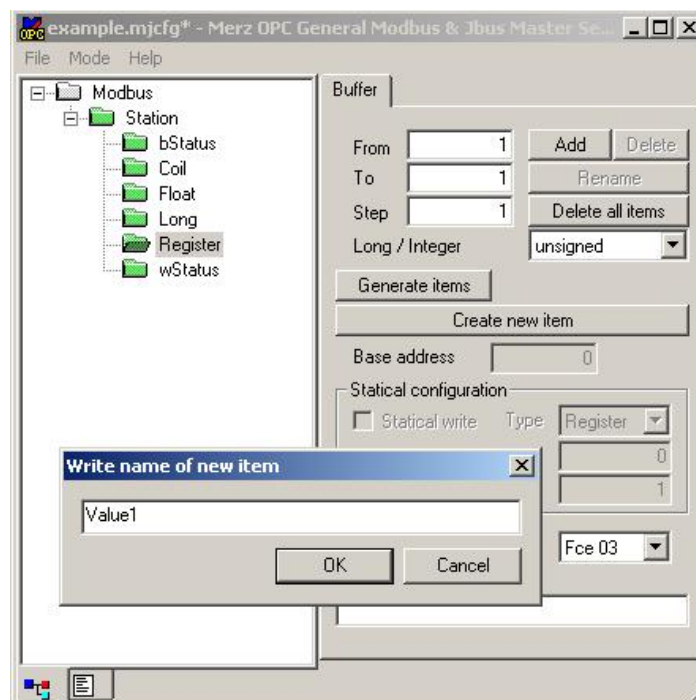 example.mjcfg* - Merz OPC General Modbus & Jbus Master Se...
File Mode Help
Modbus
Station
bStatus
Coil
Float
Long
Register
wStatus
Buffer
From 1 Add Delete
To 1 Rename
Step 1 Delete all items
Long / Integer unsigned
Generate items
Create new item
Base address 0
Statical configuration
Statical write Type Register
0
1
Fce 03
Write name of new item
Value1
OK Cancel
OPC